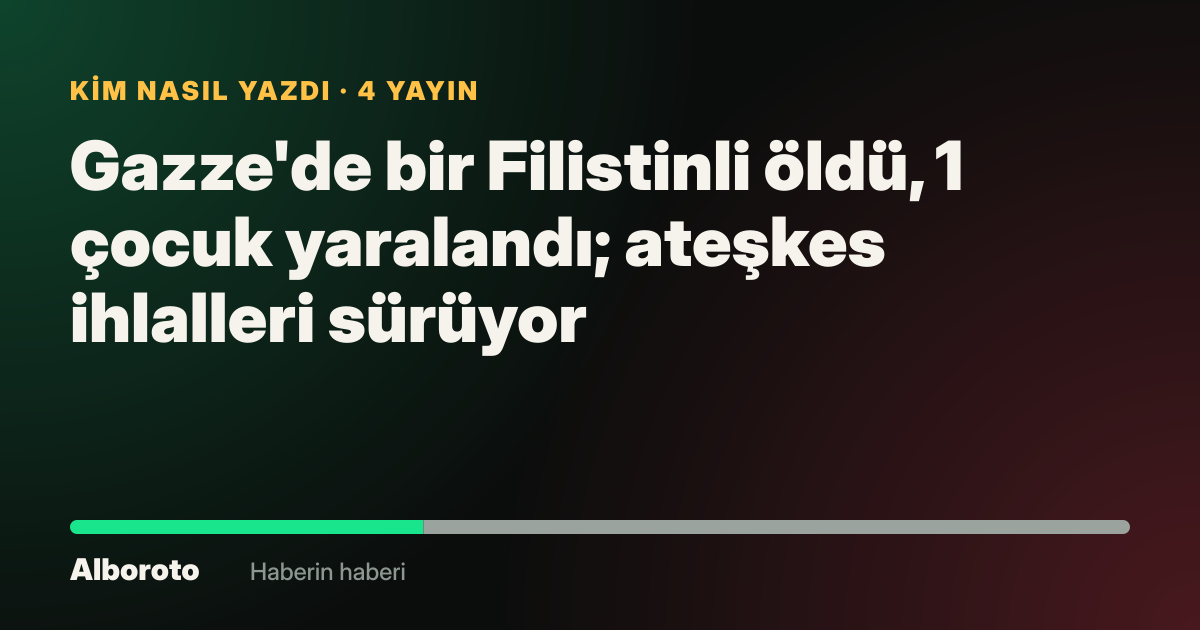 KİM NASIL YAZDI · 4 YAYIN
Gazze'de bir Filistinli öldü, 1
çocuk yaralandı; ateşkes
ihlalleri sürüyor
Alboroto
Haberin haberi